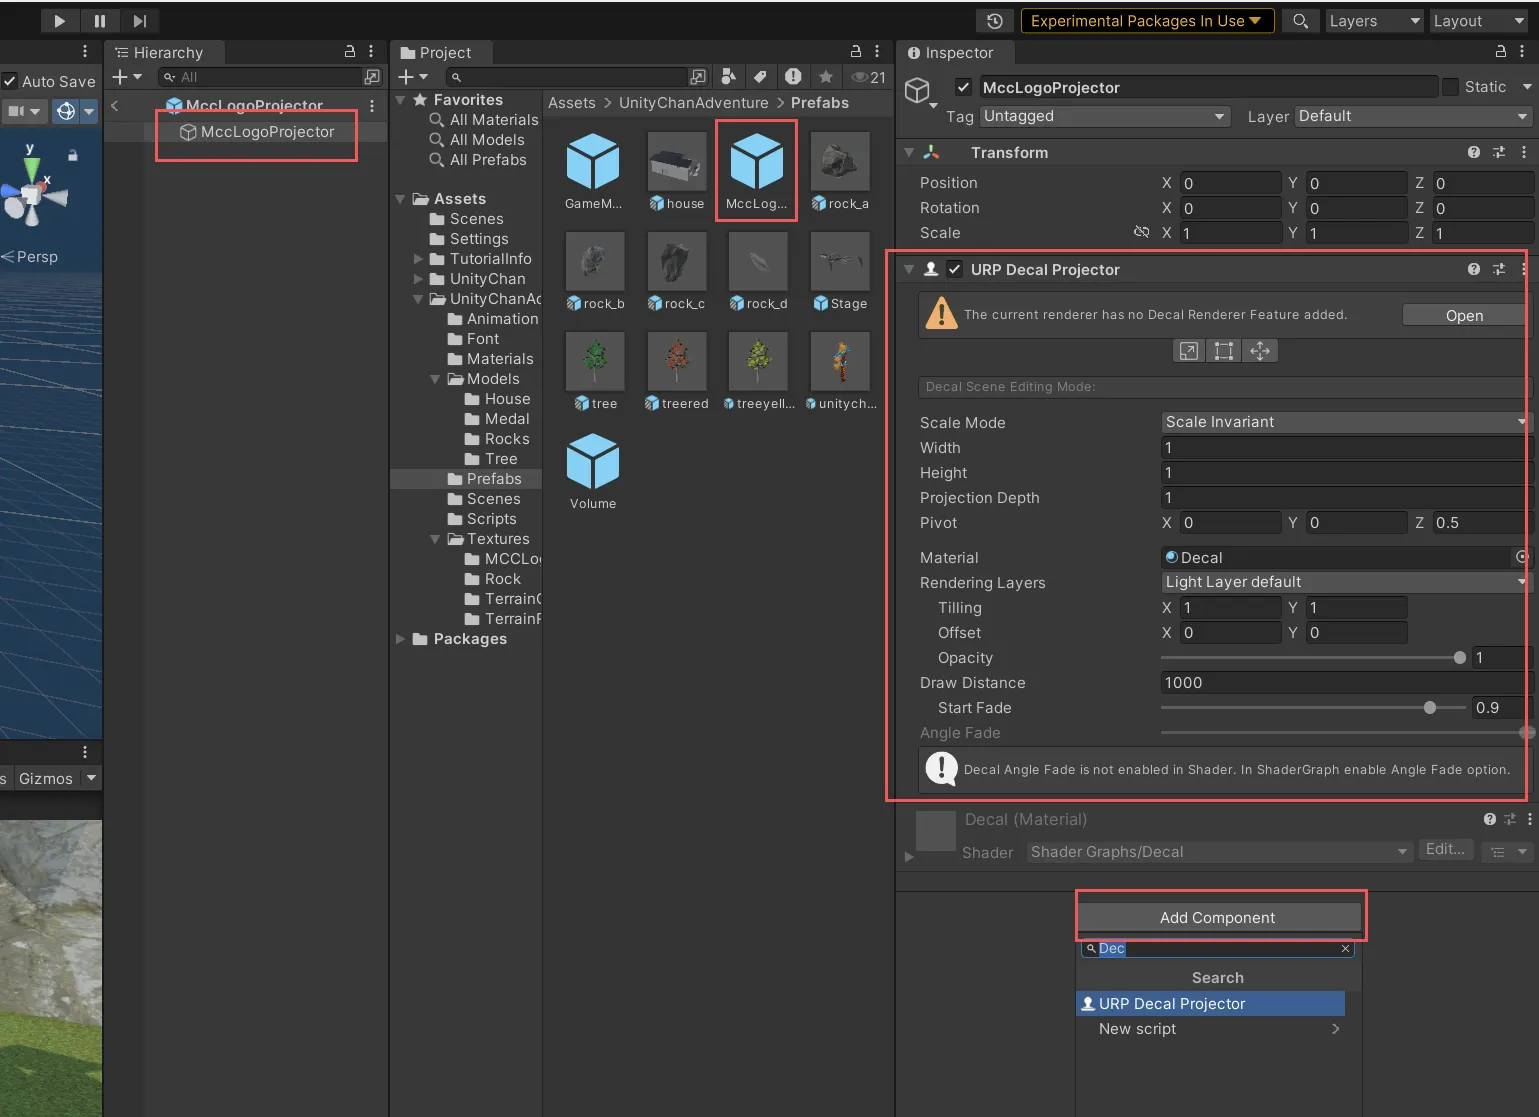 Experimental Packages In Use
Layers
Layout
Auto Save
y
x
Persp
Gizmos
Hierarchy
All
MccLogoProjector
MccLogoProjector
Project
21
Favorites
All Materials
All Models
All Prefabs
Assets
Scenes
Settings
TutorialInfo
UnityChan
UnityChanAd
Animation
Font
Materials
Models
House
Medal
Rocks
Tree
Prefabs
Scenes
Scripts
Textures
MCCLo
Rock
Packages
Assets > UnityChanAdventure > Prefabs
GameM...
house
MccLog...
rock_a
rock_b
rock_c
rock_d
Stage
tree
treered
treeyell...
unitych...
Volume
Inspector
MccLogoProjector
Static
Tag Untagged
Layer Default
Transform
Position X 0 Y 0 Z 0
Rotation X 0 Y 0 Z 0
Scale X 1 Y 1 Z 1
URP Decal Projector
The current renderer has no Decal Renderer Feature added.
Open
Decal Scene Editing Mode:
Scale Mode Scale Invariant
Width 1
Height 1
Projection Depth 1
Pivot X 0 Y 0 Z 0.5
Material Decal
Rendering Layers Light Layer default
Tilling X 1 Y 1
Offset X 0 Y 0
Opacity 1
Draw Distance 1000
Start Fade 0.9
Angle Fade
Decal Angle Fade is not enabled in Shader. In ShaderGraph enable Angle Fade option.
Decal (Material)
Shader Shader Graphs/Decal Edit...
Add Component
Dec
Search
URP Decal Projector
New script